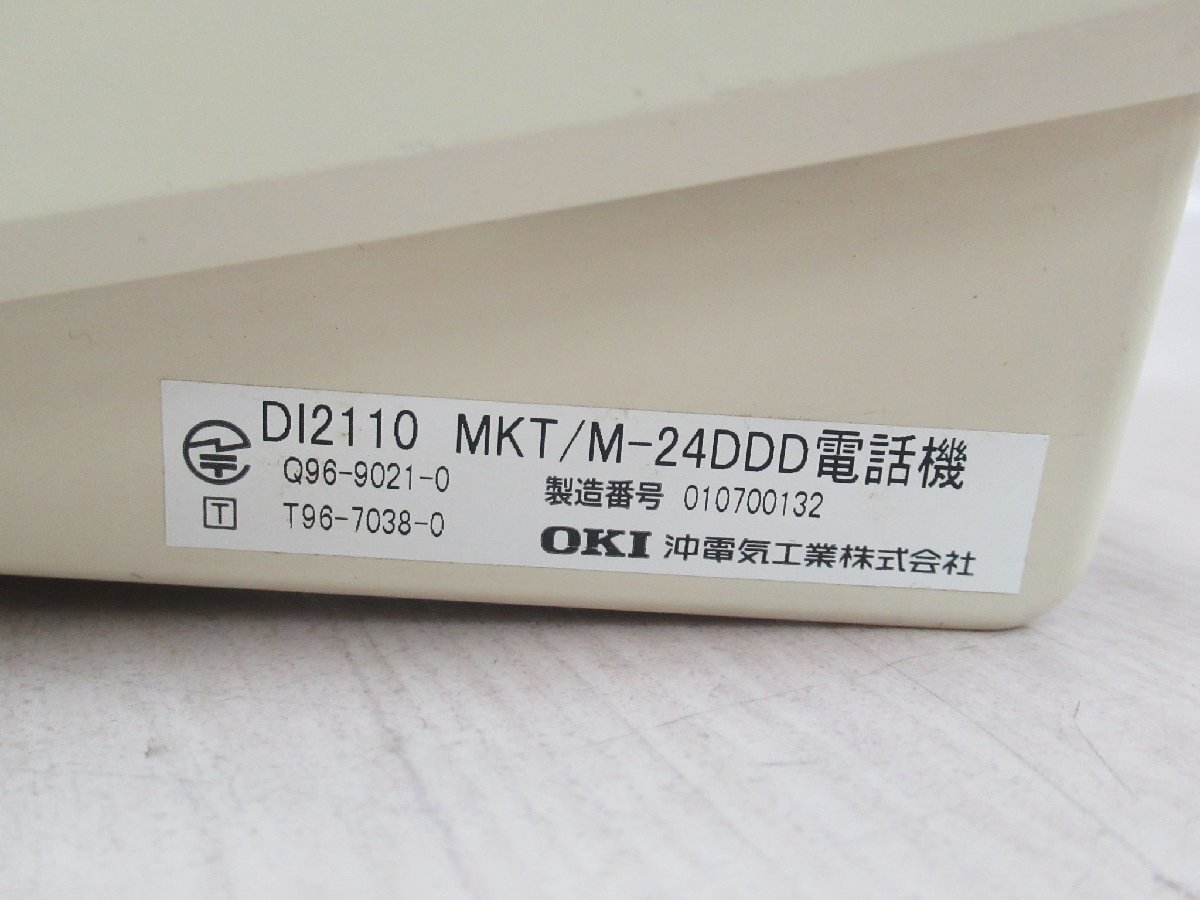 DI2110 MKT/M-24DDD電話機
Q96-9021-0 製造番号 010700132
T T96-7038-0 OKI 沖電気工業株式会社